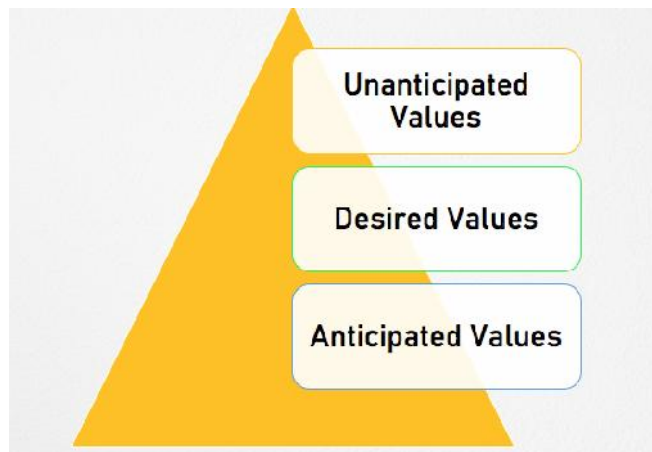 Unanticipated
Values
Desired Values
Anticipated Values